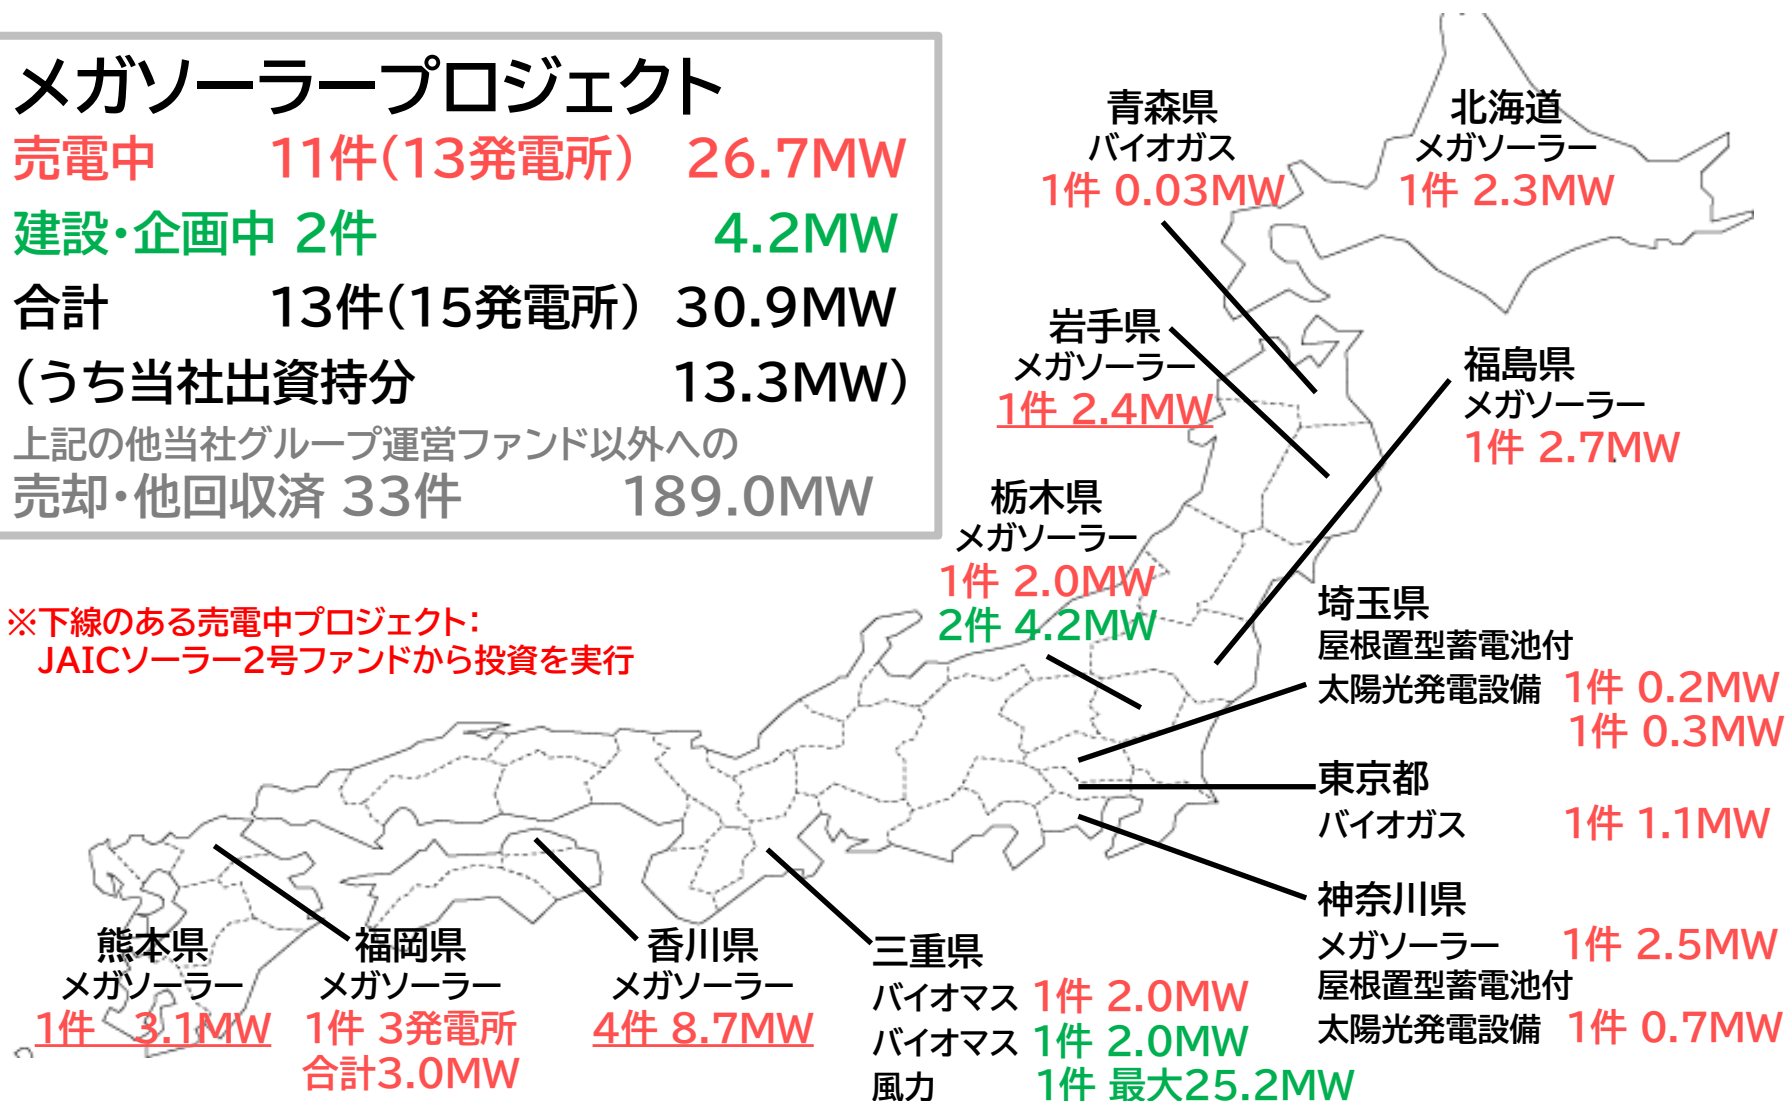 メガソーラープロジェクト
売電中 11件(13発電所) 26.7MW
建設・企画中 2件 4.2MW
合計 13件(15発電所) 30.9MW
(うち当社出資持分 13.3MW)
上記の他当社グループ運営ファンド以外への
売却・他回収済 33件 189.0MW
※下線のある売電中プロジェクト:
JAICソーラー2号ファンドから投資を実行
青森県
バイオガス
1件 0.03MW
北海道
メガソーラー
1件 2.3MW
岩手県
メガソーラー
1件 2.4MW
福島県
メガソーラー
1件 2.7MW
栃木県
メガソーラー
1件 2.0MW
2件 4.2MW
埼玉県
屋根置型蓄電池付
太陽光発電設備 1件 0.2MW
1件 0.3MW
東京都
バイオガス 1件 1.1MW
神奈川県
メガソーラー 1件 2.5MW
屋根置型蓄電池付
太陽光発電設備 1件 0.7MW
熊本県
メガソーラー
1件 3.1MW
福岡県
メガソーラー
1件 3発電所
合計3.0MW
香川県
メガソーラー
4件 8.7MW
三重県
バイオマス 1件 2.0MW
バイオマス 1件 2.0MW
風力 1件 最大25.2MW